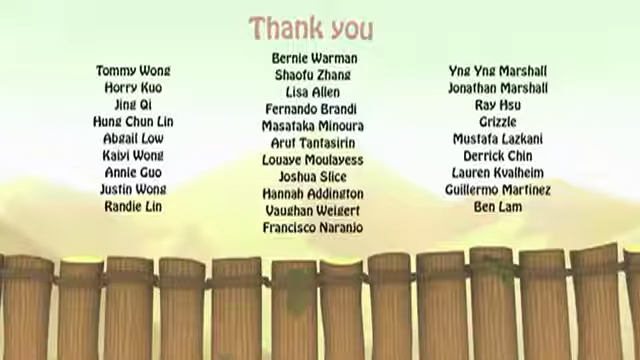 Thank you
Tommy Wong
Horry Kuo
Jing Qi
Hung Chun Lin
Abgail Low
Kaiyi Wong
Annie Guo
Justin Wong
Randie Lin
Bernie Warman
Shaofu Zhang
Lisa Allen
Fernando Brandi
Masataka Minoura
Arut Tantasirin
Louaye Moulayess
Joshua Slice
Hannah Addington
Vaughan Weigert
Francisco Naranjo
Yng Yng Marshall
Jonathan Marshall
Ray Hsu
Grizzle
Mustafa Lazkani
Derrick Chin
Lauren Kvalheim
Guillermo Martinez
Ben Lam